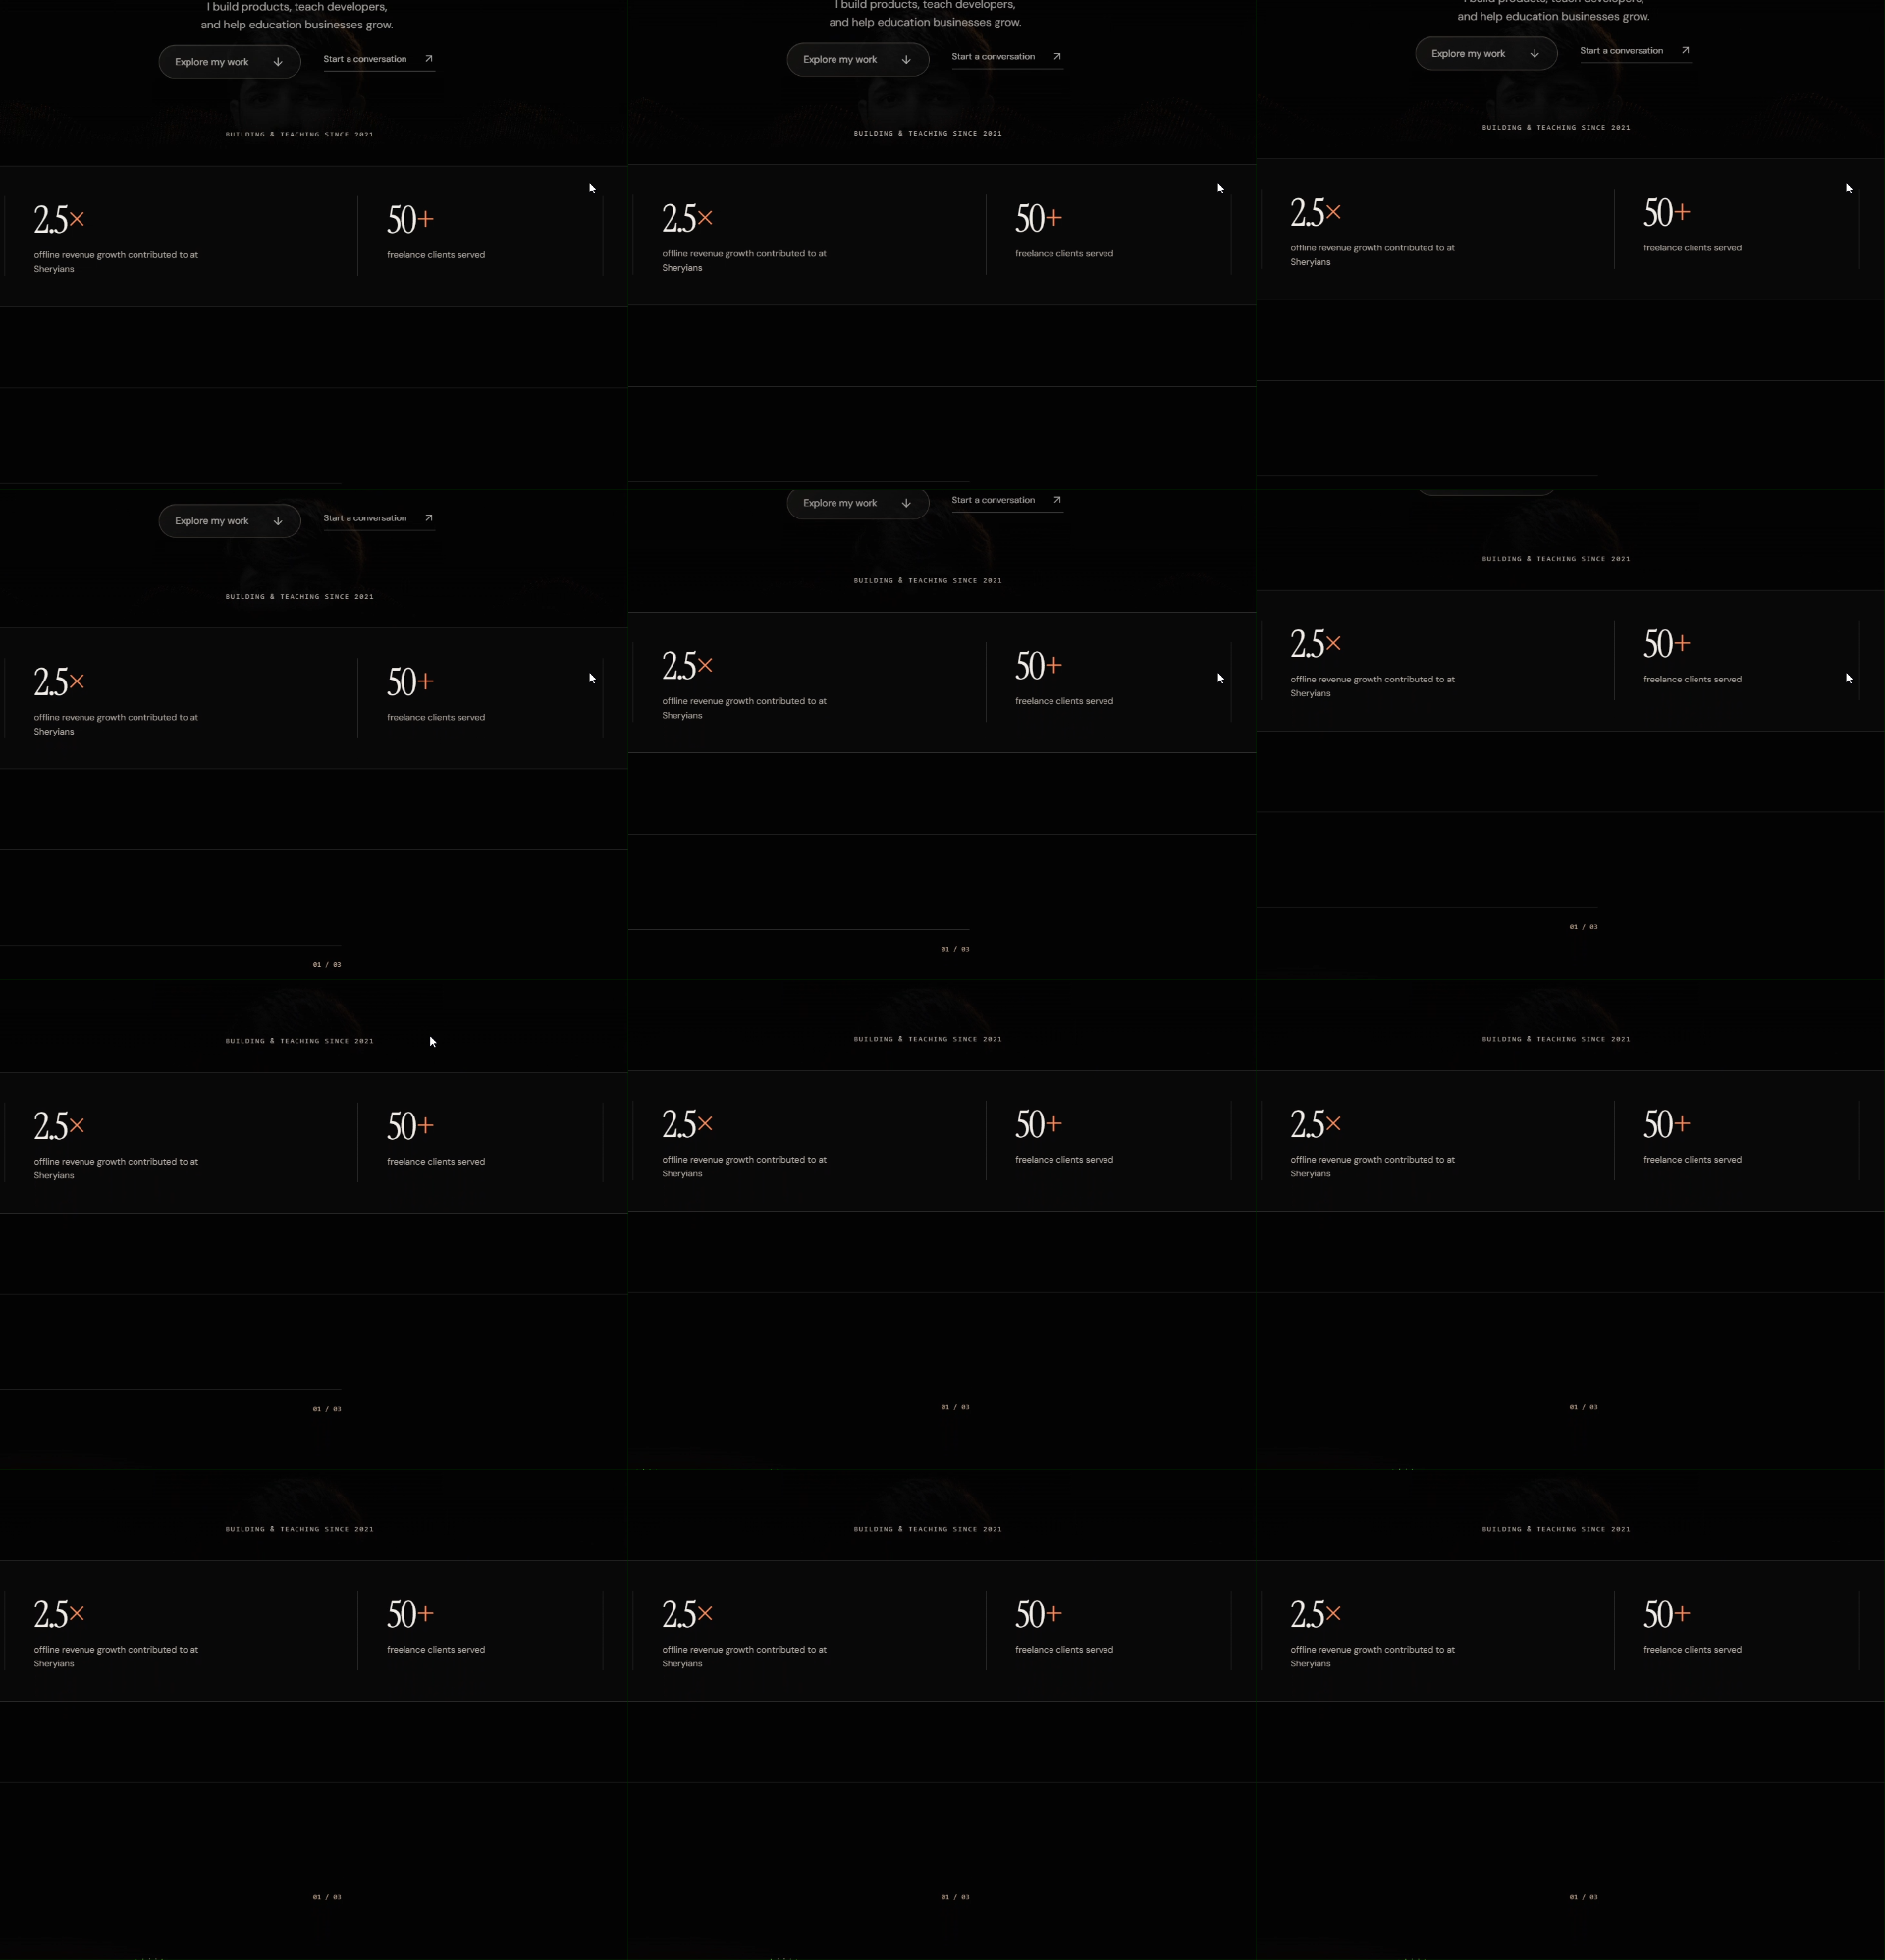 I build products, teach developers,
and help education businesses grow.
Explore my work ↓ Start a conversation ↗
BUILDING & TEACHING SINCE 2021
2.5× 50+
offline revenue growth contributed to at
Sheryians
freelance clients served
I build products, teach developers,
and help education businesses grow.
Explore my work ↓ Start a conversation ↗
BUILDING & TEACHING SINCE 2021
2.5× 50+
offline revenue growth contributed to at
Sheryians
freelance clients served
I build products, teach developers,
and help education businesses grow.
Explore my work ↓ Start a conversation ↗
BUILDING & TEACHING SINCE 2021
2.5× 50+
offline revenue growth contributed to at
Sheryians
freelance clients served
Explore my work ↓ Start a conversation ↗
BUILDING & TEACHING SINCE 2021
2.5× 50+
offline revenue growth contributed to at
Sheryians
freelance clients served
01 / 03
Explore my work ↓ Start a conversation ↗
BUILDING & TEACHING SINCE 2021
2.5× 50+
offline revenue growth contributed to at
Sheryians
freelance clients served
01 / 03
BUILDING & TEACHING SINCE 2021
2.5× 50+
offline revenue growth contributed to at
Sheryians
freelance clients served
01 / 03
BUILDING & TEACHING SINCE 2021
2.5× 50+
offline revenue growth contributed to at
Sheryians
freelance clients served
01 / 03
BUILDING & TEACHING SINCE 2021
2.5× 50+
offline revenue growth contributed to at
Sheryians
freelance clients served
01 / 03
BUILDING & TEACHING SINCE 2021
2.5× 50+
offline revenue growth contributed to at
Sheryians
freelance clients served
01 / 03
BUILDING & TEACHING SINCE 2021
2.5× 50+
offline revenue growth contributed to at
Sheryians
freelance clients served
01 / 03
BUILDING & TEACHING SINCE 2021
2.5× 50+
offline revenue growth contributed to at
Sheryians
freelance clients served
01 / 03
BUILDING & TEACHING SINCE 2021
2.5× 50+
offline revenue growth contributed to at
Sheryians
freelance clients served
01 / 03